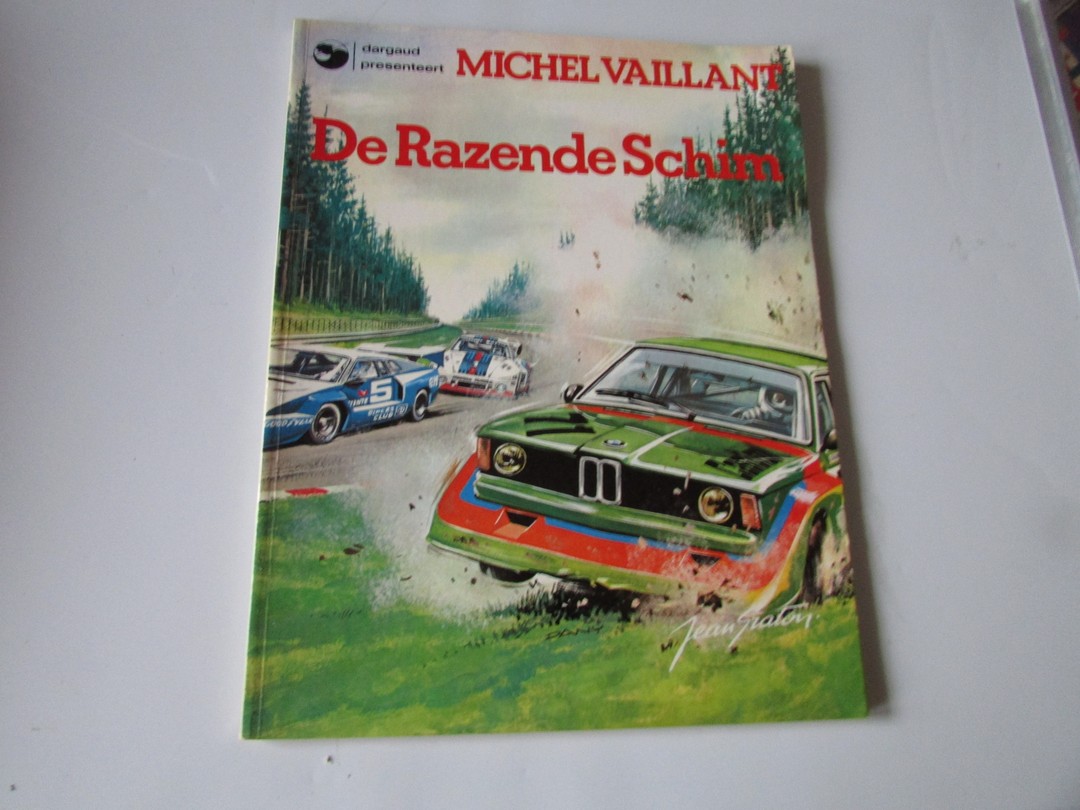 dargaud
presenteert
MICHEL VAILLANT
De Razende Schim
5
Jean Graton